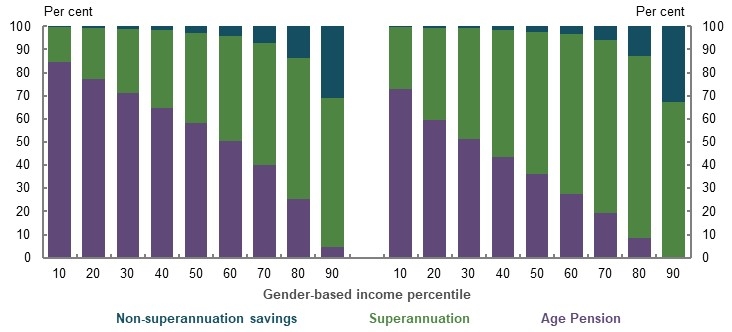 Per cent Per cent
100 100
90 90
80 80
70 70
60 60
50 50
40 40
30 30
20 20
10 10
0 0
10 20 30 40 50 60 70 80 90 10 20 30 40 50 60 70 80 90
Gender-based income percentile
Non-superannuation savings Superannuation Age Pension